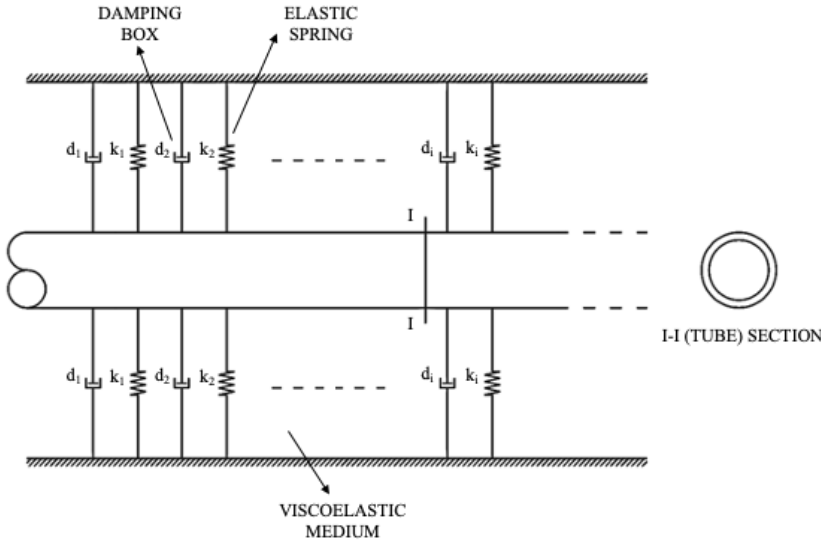 DAMPING
BOX
ELASTIC
SPRING
d₁ k₁ d₂ k₂ dᵢ kᵢ
I
I
I-I (TUBE) SECTION
d₁ k₁ d₂ k₂ dᵢ kᵢ
VISCOELASTIC
MEDIUM